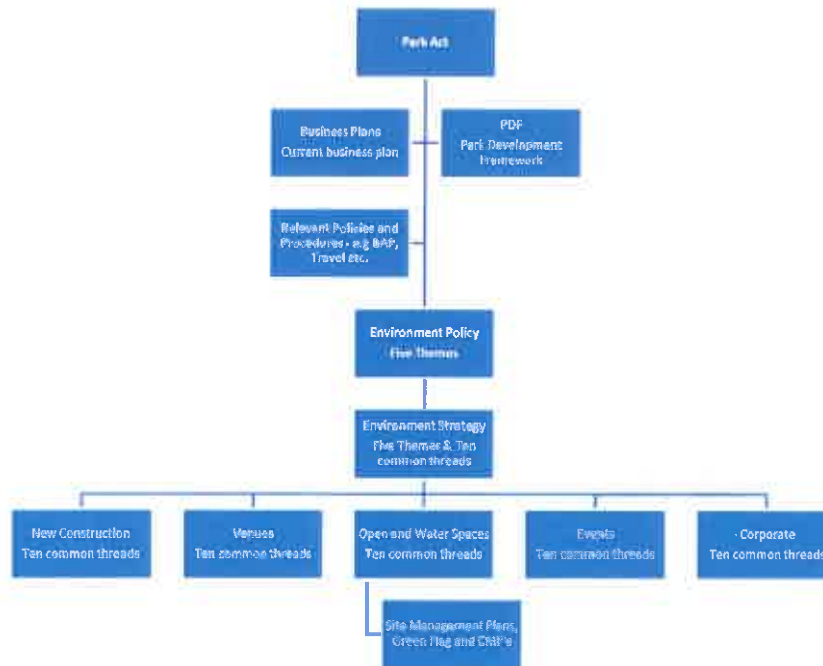 Park Act
Business Plans
Current business plan
PDF
Park Development
Framework
Relevant Policies and
Procedures - e.g BAP,
Travel etc.
Environment Policy
Five Themes
Environment Strategy
Five Themes & Ten
common threads
New Construction
Ten common threads
Venues
Ten common threads
Open and Water Spaces
Ten common threads
Events
Ten common threads
- Corporate
Ten common threads
Site Management Plans,
Green Flag and CMP's